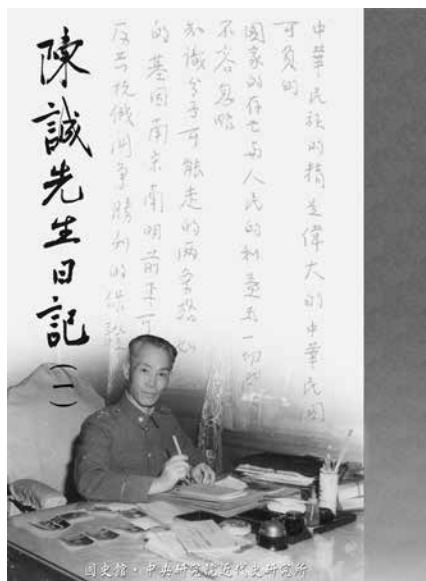 中華民族的精是偉大的中華民國
可負的
國家的存亡与人民的利益
不容忽略
知識分子可能走的两条路
的基因南宋南明前車可
反共抗俄鬥爭勝利的保證
陳誠先生日記(一)
國史館・中央研究院近代史研究所